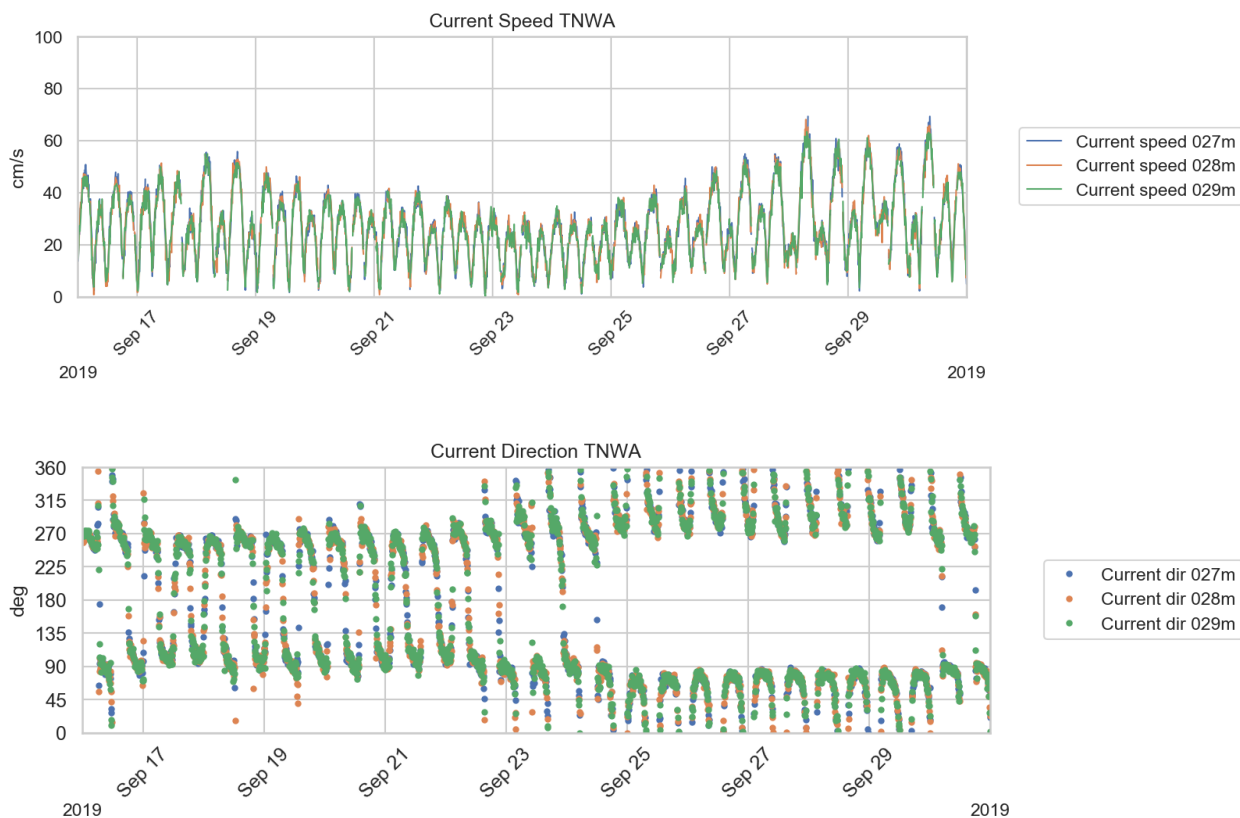 Current Speed TNWA
100
80
60
40
20
0
cm/s
Sep 17
Sep 19
Sep 21
Sep 23
Sep 25
Sep 27
Sep 29
2019
2019
Current speed 027m
Current speed 028m
Current speed 029m
Current Direction TNWA
360
315
270
225
180
135
90
45
0
deg
Sep 17
Sep 19
Sep 21
Sep 23
Sep 25
Sep 27
Sep 29
2019
2019
Current dir 027m
Current dir 028m
Current dir 029m